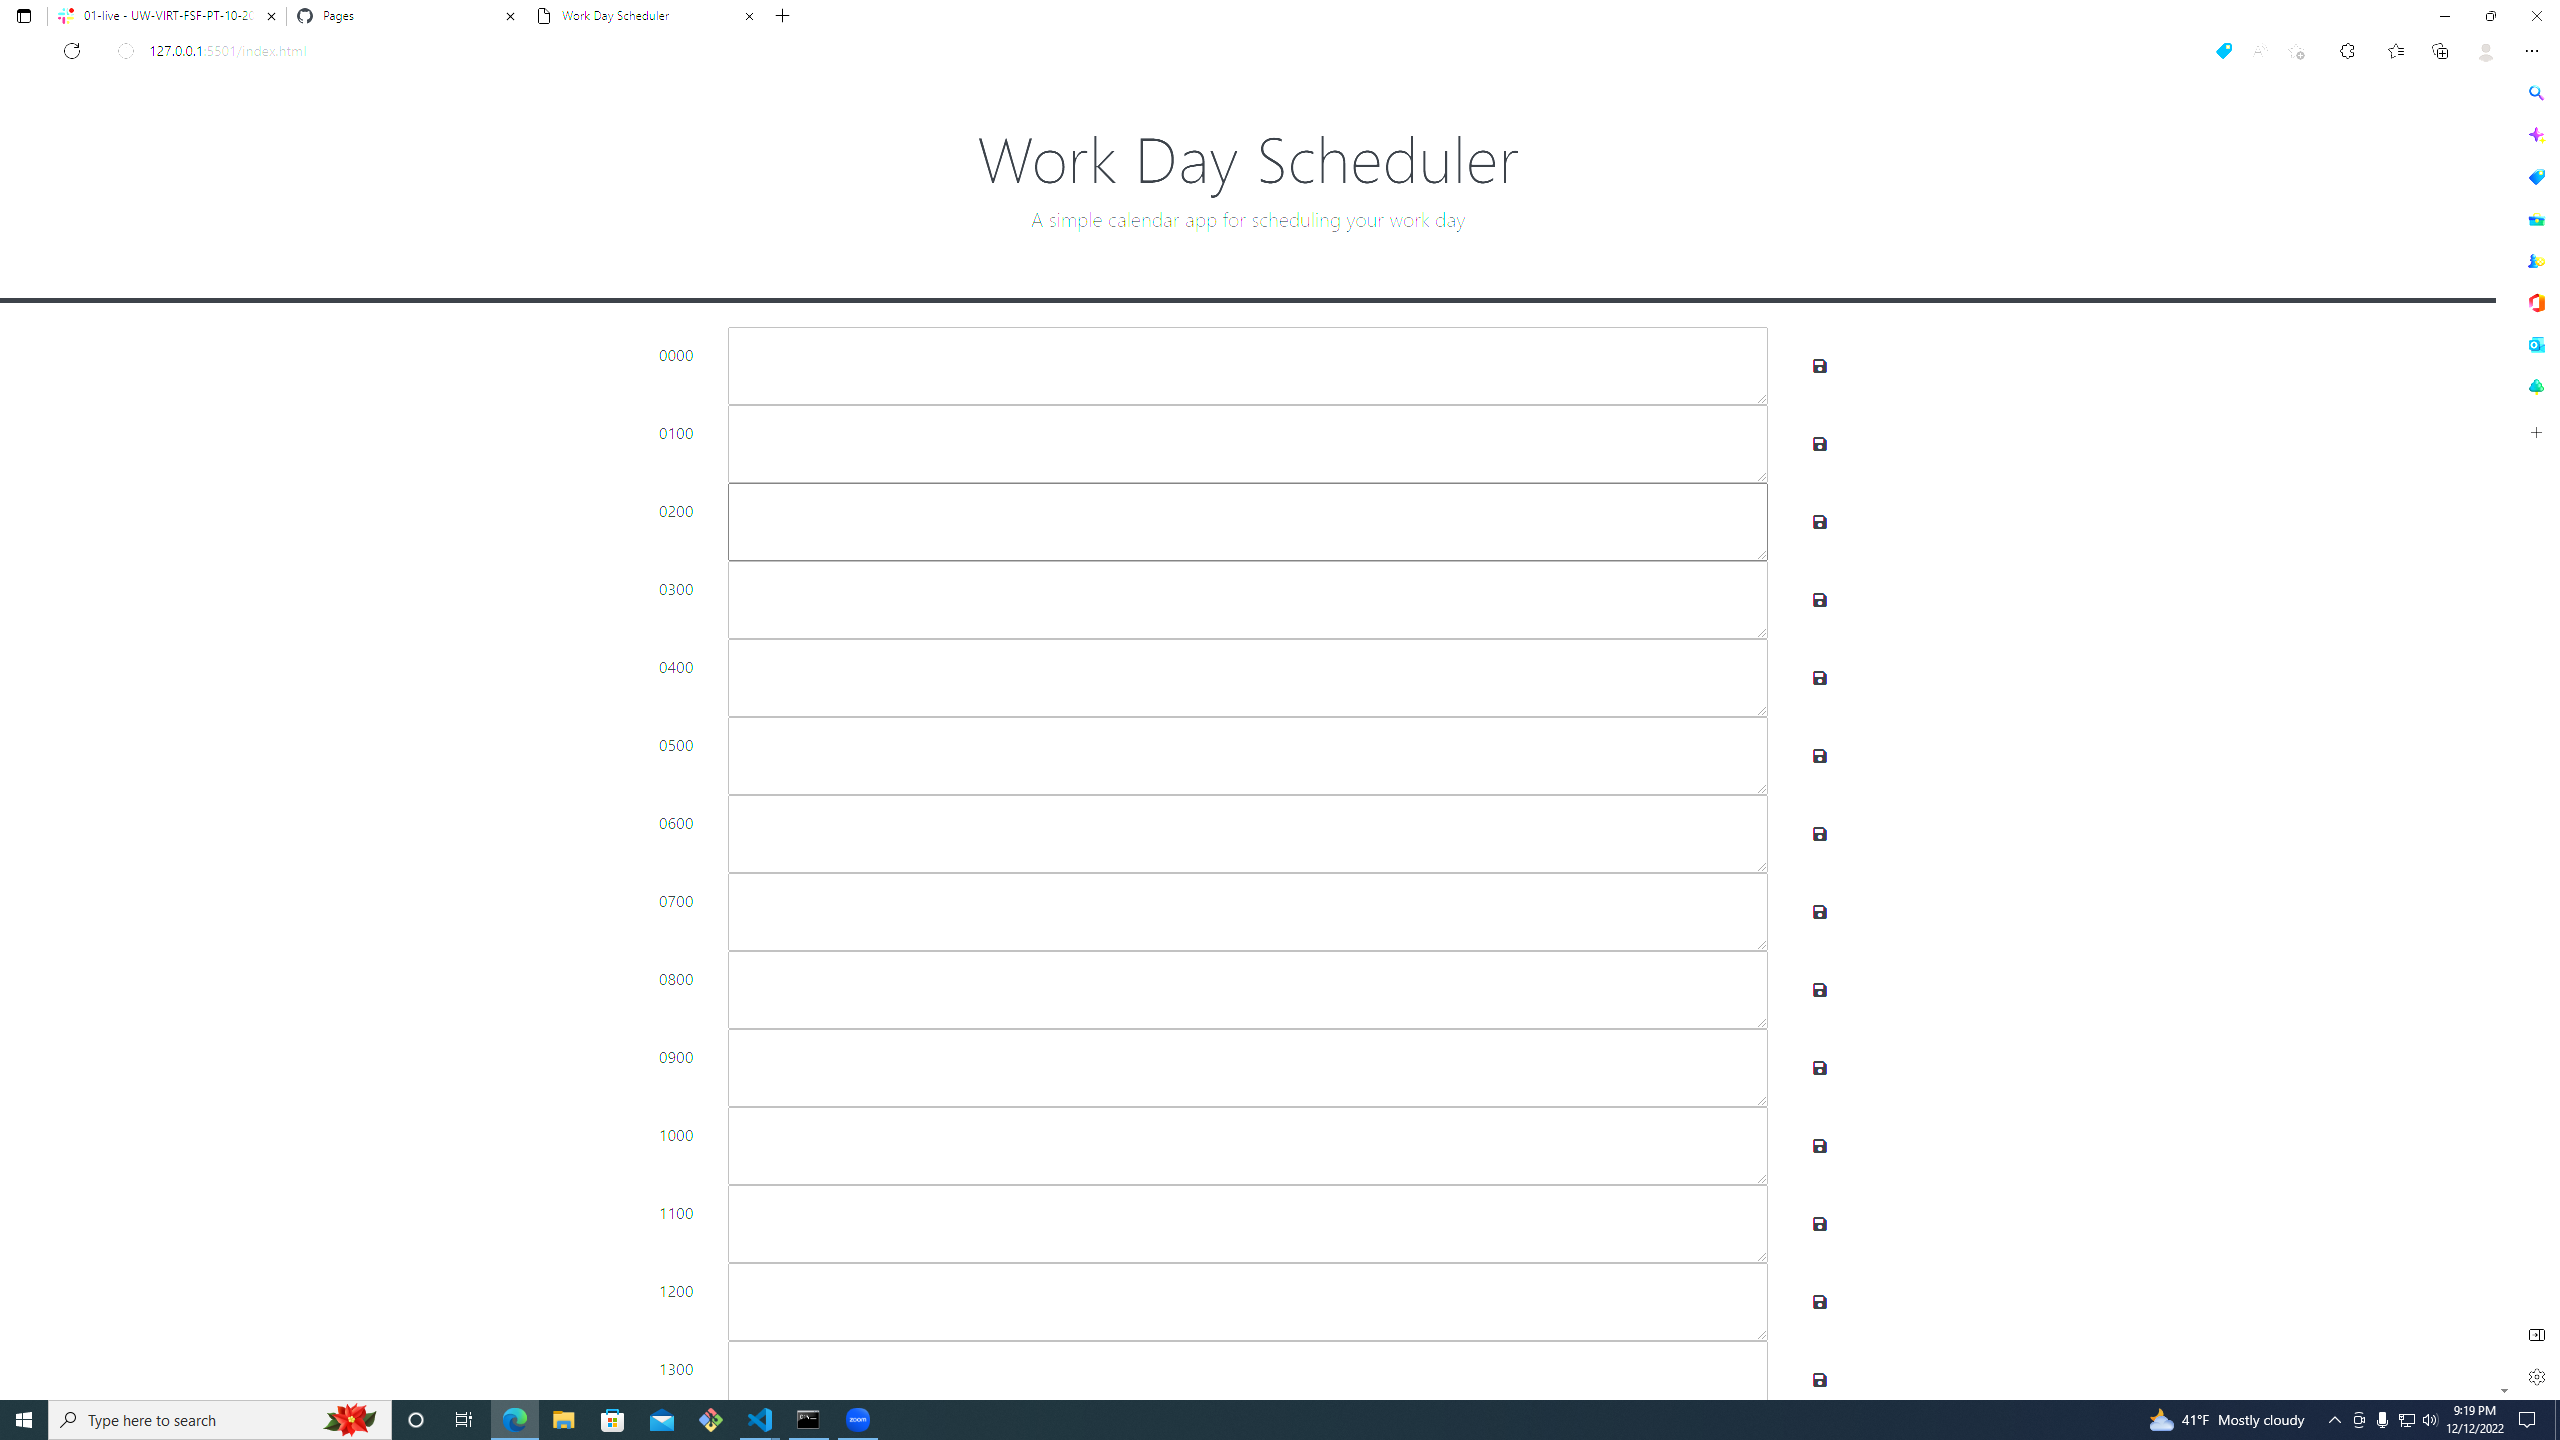 01-live - UW-VIRT-FSF-PT-10-20
Pages
Work Day Scheduler
127.0.0.1:5501/index.html
Work Day Scheduler
A simple calendar app for scheduling your work day
0000
0100
0200
0300
0400
0500
0600
0700
0800
0900
1000
1100
1200
1300
Type here to search
zoom
41°F Mostly cloudy
9:19 PM
12/12/2022